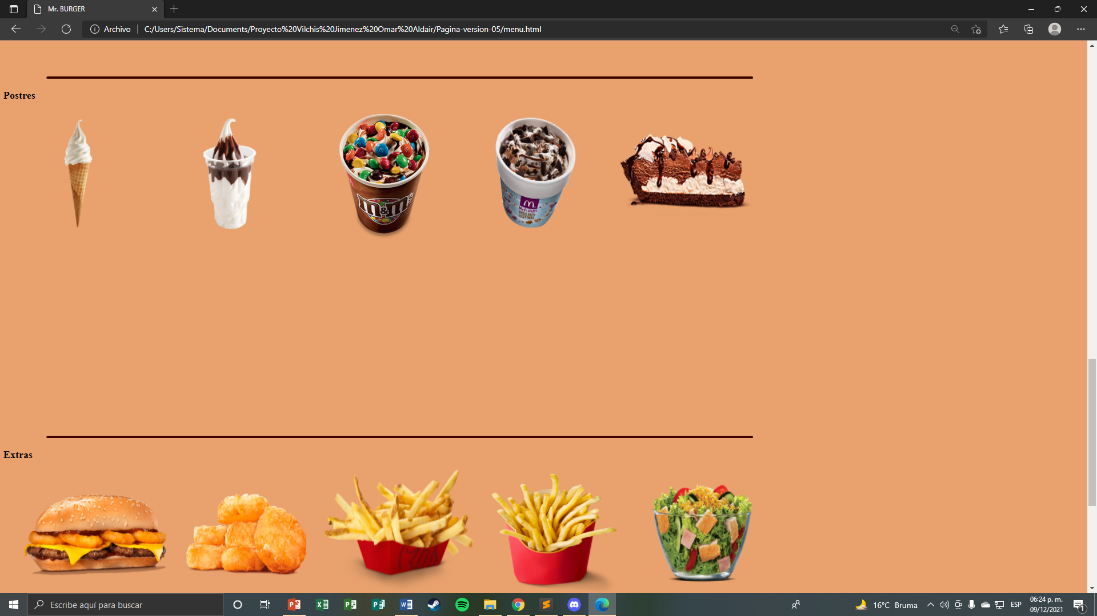 Mr. BURGER
Archivo
C:/Users/Sistema/Documents/Proyecto%20Vilchis%20Jimenez%20Omar%20Aldair/Pagina-version-05/menu.html
Postres
m&m's
Extras
Escribe aquí para buscar
16°C Bruma
ESP
06:24 p. m.
09/12/2021